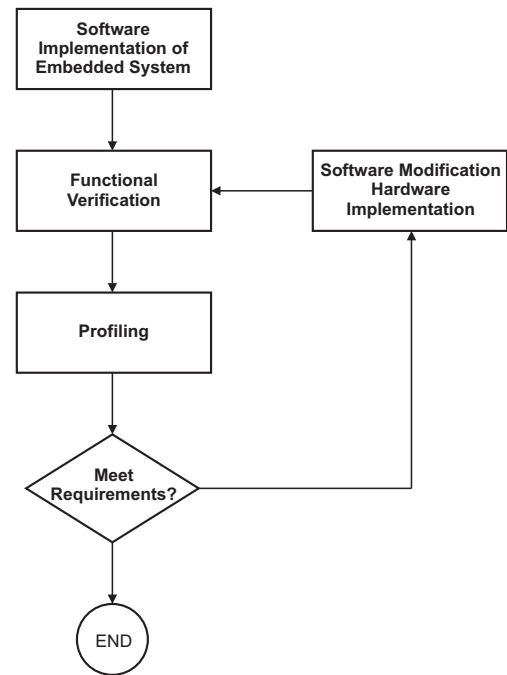 Software
Implementation of
Embedded System
Functional
Verification
Software Modification
Hardware
Implementation
Profiling
Meet
Requirements?
END